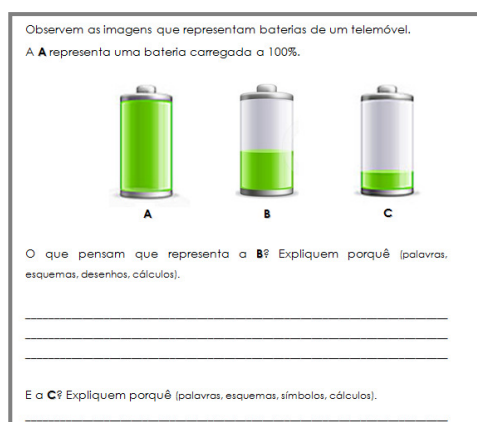 Observem as imagens que representam baterias de um telemóvel.
A A representa uma bateria carregada a 100%.
A B C
O que pensam que representa a B? Expliquem porquê (palavras,
esquemas, desenhos, cálculos).
E a C? Expliquem porquê (palavras, esquemas, símbolos, cálculos).